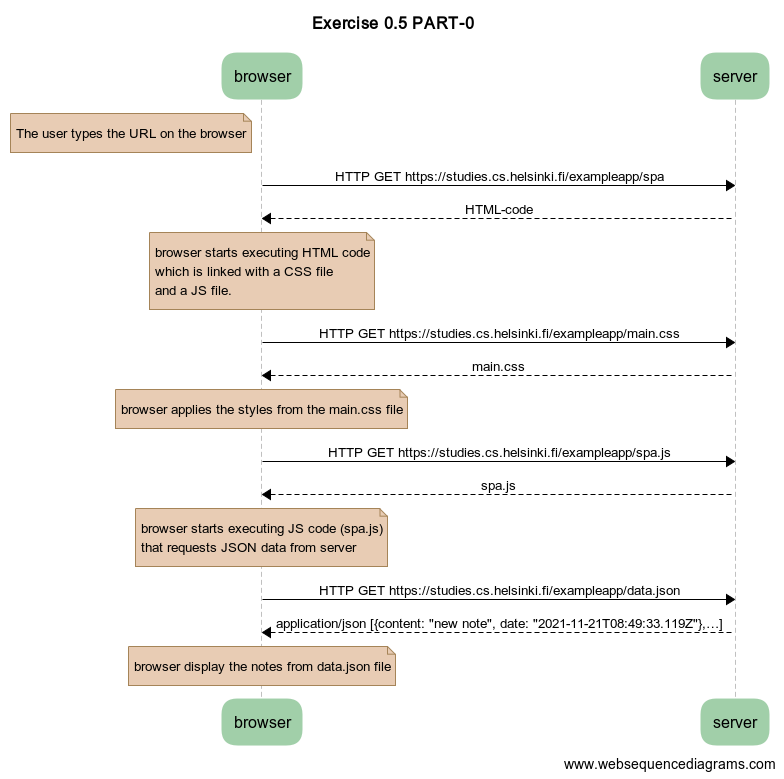 Exercise 0.5 PART-0
browser
server
The user types the URL on the browser
HTTP GET https://studies.cs.helsinki.fi/exampleapp/spa
HTML-code
browser starts executing HTML code
which is linked with a CSS file
and a JS file.
HTTP GET https://studies.cs.helsinki.fi/exampleapp/main.css
main.css
browser applies the styles from the main.css file
HTTP GET https://studies.cs.helsinki.fi/exampleapp/spa.js
spa.js
browser starts executing JS code (spa.js)
that requests JSON data from server
HTTP GET https://studies.cs.helsinki.fi/exampleapp/data.json
application/json [{content: "new note", date: "2021-11-21T08:49:33.119Z"},...]
browser display the notes from data.json file
browser
server
www.websequencediagrams.com